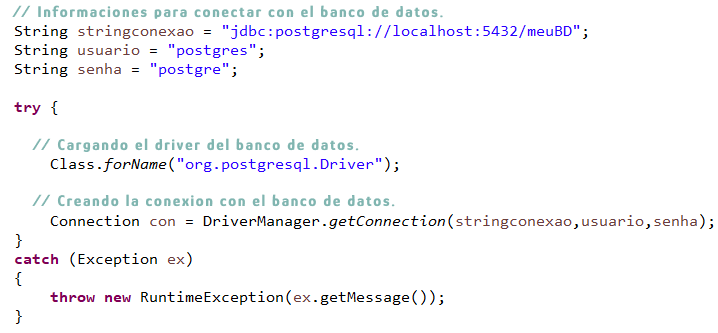 // Informaciones para conectar con el banco de datos.
String stringconexao = "jdbc:postgresql://localhost:5432/meuBD";
String usuario = "postgres";
String senha = "postgre";
try {
// Cargando el driver del banco de datos.
Class.forName("org.postgresql.Driver");
// Creando la conexion con el banco de datos.
Connection con = DriverManager.getConnection(stringconexao,usuario,senha);
}
catch (Exception ex)
{
throw new RuntimeException(ex.getMessage());
}